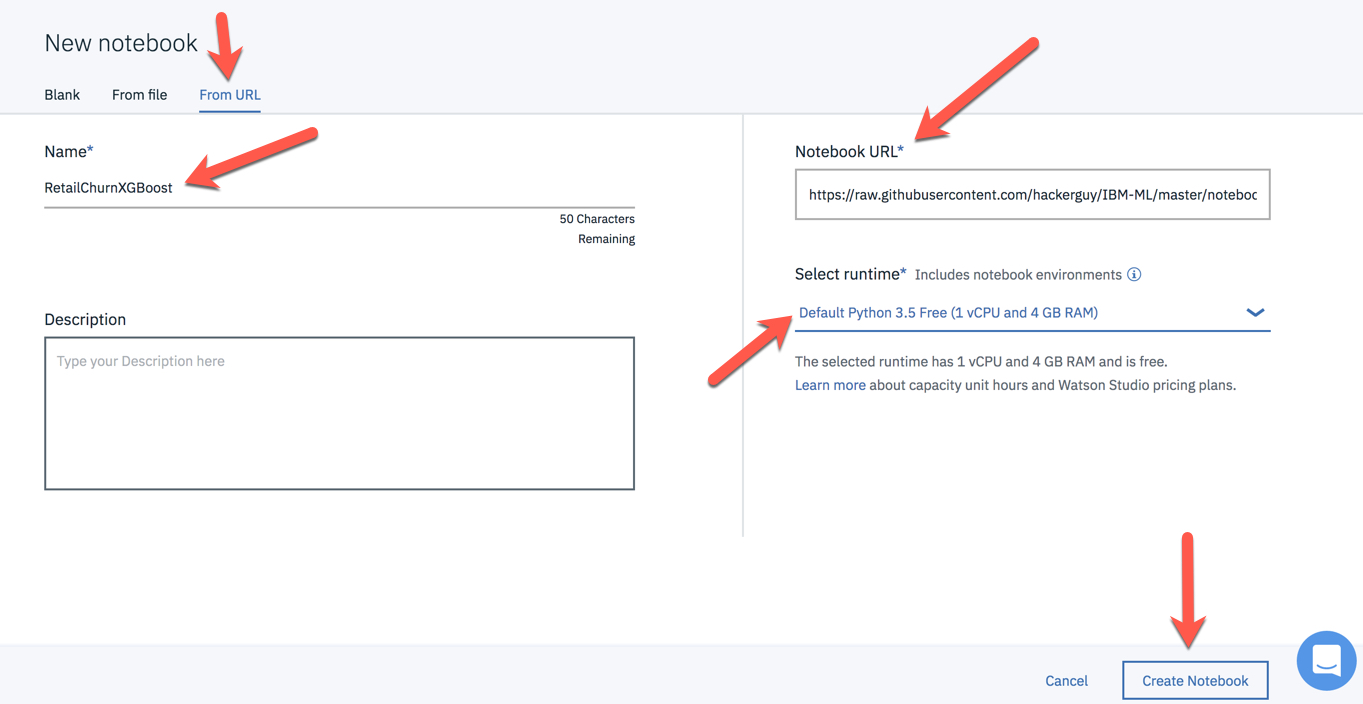 New notebook
Blank
From file
From URL
Name*
RetailChurnXGBoost
50 Characters
Remaining
Description
Type your Description here
Notebook URL*
https://raw.githubusercontent.com/hackerguy/IBM-ML/master/noteboo
Select runtime* Includes notebook environments
Default Python 3.5 Free (1 vCPU and 4 GB RAM)
The selected runtime has 1 vCPU and 4 GB RAM and is free.
Learn more about capacity unit hours and Watson Studio pricing plans.
Cancel
Create Notebook